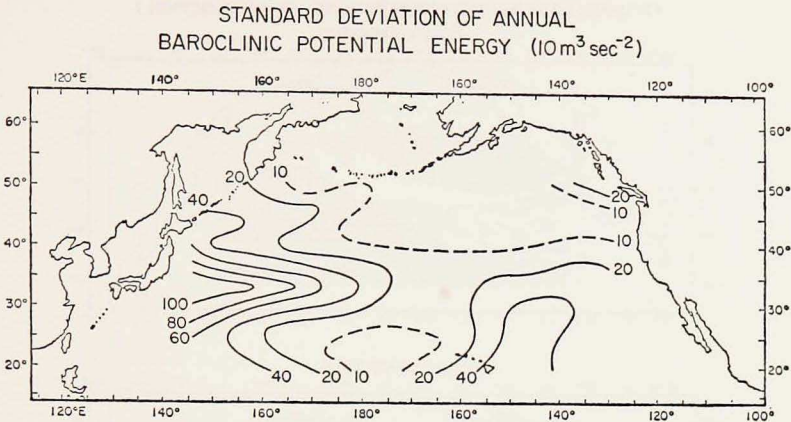 STANDARD DEVIATION OF ANNUAL
BAROCLINIC POTENTIAL ENERGY (10 m³ sec⁻²)
120°E 140° 160° 180° 160° 140° 120° 100°
60° 60°
10
20
50° 50°
40 20
10
40° 10 40°
20
100
30° 30°
80
60
20° 40 20 10 20 40 20°
120°E 140° 160° 180° 160° 140° 120° 100°